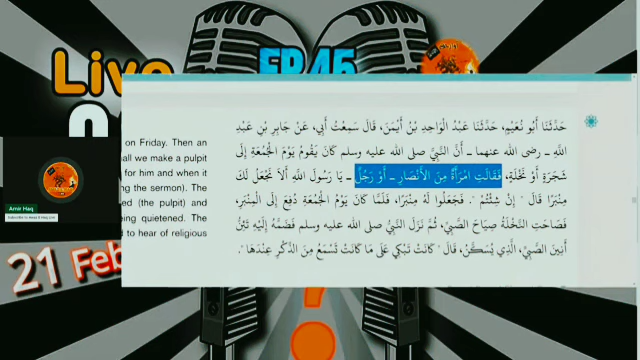 Live
EP.45
21 Feb
on Friday. Then an
all we make a pulpit
for him and when it
ng the sermon). The
ed (the pulpit) and
ing quietened. The
d to hear of religious
Amir Haq
حَدَّثَنَا أَبُو نُعَيْمٍ، حَدَّثَنَا عَبْدُ الْوَاحِدِ بْنُ أَيْمَنَ، قَالَ سَمِعْتُ أَبِي، عَنْ جَابِرِ بْنِ عَبْدِ
اللَّهِ ـ رضى الله عنهما ـ أَنَّ النَّبِيَّ صلى الله عليه وسلم كَانَ يَقُومُ يَوْمَ الْجُمُعَةِ إِلَى
شَجَرَةٍ أَوْ نَخْلَةٍ، فَقَالَتِ امْرَأَةٌ مِنَ الأَنْصَارِ ـ أَوْ رَجُلٌ ـ يَا رَسُولَ اللَّهِ أَلاَ نَجْعَلُ لَكَ
مِنْبَرًا قَالَ " إِنْ شِئْتُمْ ". فَجَعَلُوا لَهُ مِنْبَرًا، فَلَمَّا كَانَ يَوْمُ الْجُمُعَةِ دُفِعَ إِلَى الْمِنْبَرِ،
فَصَاحَتِ النَّخْلَةُ صِيَاحَ الصَّبِيِّ، ثُمَّ نَزَلَ النَّبِيُّ صلى الله عليه وسلم فَضَمَّهُ إِلَيْهِ تَئِنُّ
أَنِينَ الصَّبِيِّ، الَّذِي يُسَكَّنُ، قَالَ " كَانَتْ تَبْكِي عَلَى مَا كَانَتْ تَسْمَعُ مِنَ الذِّكْرِ عِنْدَهَا ".